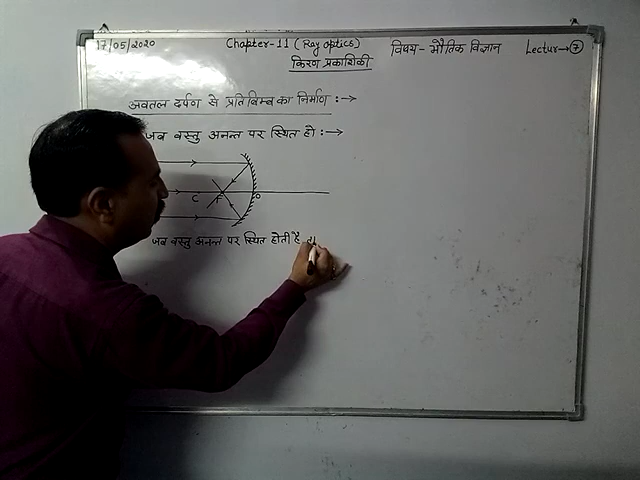 17/05/2020 Chapter-11 (Ray optics) विषय- भौतिक विज्ञान Lectur→⑦
किरण प्रकाशिकी
अवतल दर्पण से प्रतिबिम्ब का निर्माण :→
जब वस्तु अनन्त पर स्थित हो :→
C F O
जब वस्तु अनन्त पर स्थित होती है